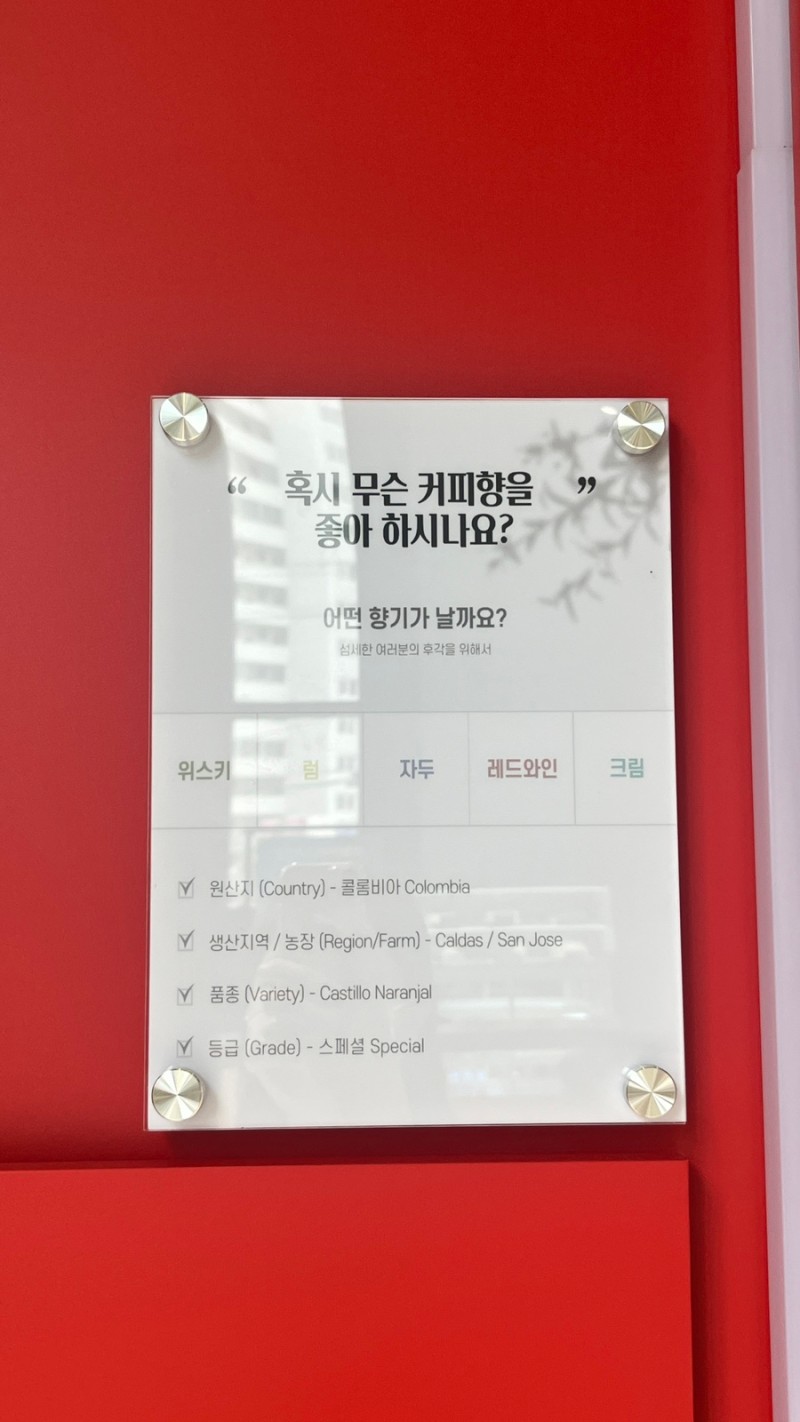 “ 혹시 무슨 커피향을 ”
좋아 하시나요?
어떤 향기가 날까요?
섬세한 여러분의 후각을 위해서
위스키 럼 자두 레드와인 크림
원산지 (Country) - 콜롬비아 Colombia
생산지역 / 농장 (Region/Farm) - Caldas / San Jose
품종 (Variety) - Castillo Naranjal
등급 (Grade) - 스페셜 Special